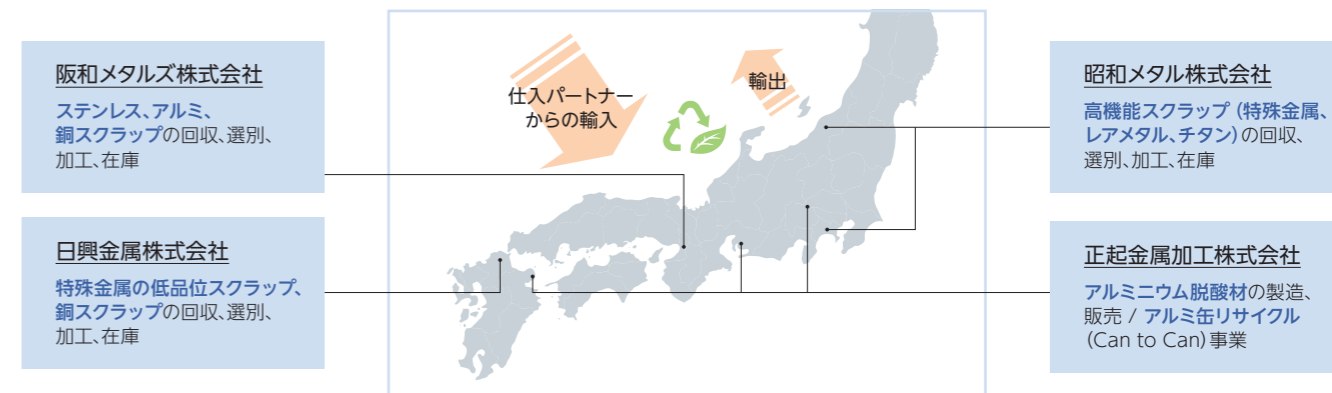 阪和メタルズ株式会社
ステンレス、アルミ、
銅スクラップの回収、選別、
加工、在庫
日興金属株式会社
特殊金属の低品位スクラップ、
銅スクラップの回収、選別、
加工、在庫
仕入パートナー
からの輸入
輸出
昭和メタル株式会社
高機能スクラップ(特殊金属、
レアメタル、チタン)の回収、
選別、加工、在庫
正起金属加工株式会社
アルミニウム脱酸材の製造、
販売 / アルミ缶リサイクル
(Can to Can)事業